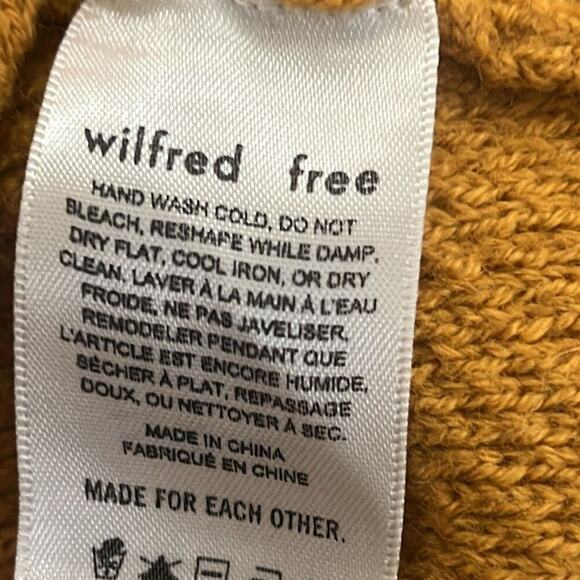 wilfred free
HAND WASH COLD, DO NOT
BLEACH, RESHAPE WHILE DAMP,
DRY FLAT, COOL IRON, OR DRY
CLEAN. LAVER À LA MAIN À L'EAU
FROIDE, NE PAS JAVELISER,
REMODELER PENDANT QUE
L'ARTICLE EST ENCORE HUMIDE,
SÉCHER À PLAT, REPASSAGE
DOUX, OU NETTOYER À SEC.
MADE IN CHINA
FABRIQUÉ EN CHINE
MADE FOR EACH OTHER.